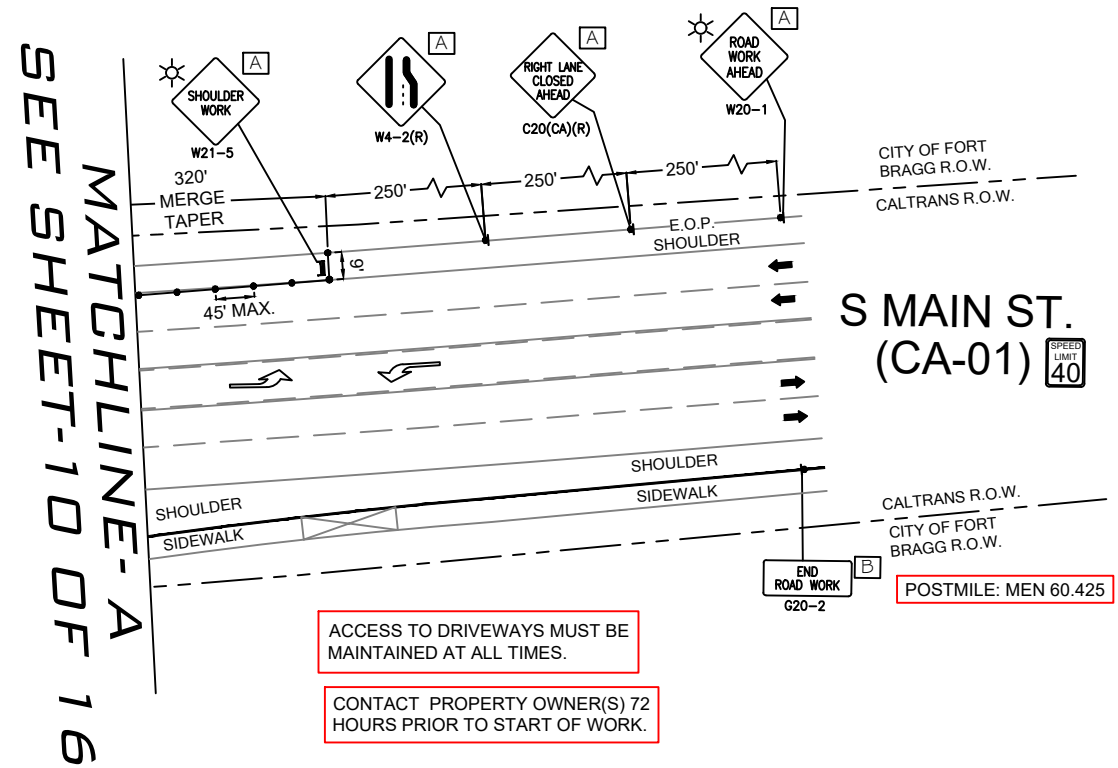 SEE SHEET-10 OF 16
MATCHLINE-A
SHOULDER
WORK
A
W21-5
A
W4-2(R)
RIGHT LANE
CLOSED
AHEAD
A
C20(CA)(R)
ROAD
WORK
AHEAD
A
W20-1
320'
MERGE
TAPER
250'
250'
250'
CITY OF FORT
BRAGG R.O.W.
CALTRANS R.O.W.
E.O.P.
SHOULDER
6'
45' MAX.
S MAIN ST.
(CA-01)
SPEED
LIMIT
40
SHOULDER
SIDEWALK
SHOULDER
SIDEWALK
CALTRANS R.O.W.
CITY OF FORT
BRAGG R.O.W.
END
ROAD WORK
B
G20-2
POSTMILE: MEN 60.425
ACCESS TO DRIVEWAYS MUST BE
MAINTAINED AT ALL TIMES.
CONTACT PROPERTY OWNER(S) 72
HOURS PRIOR TO START OF WORK.